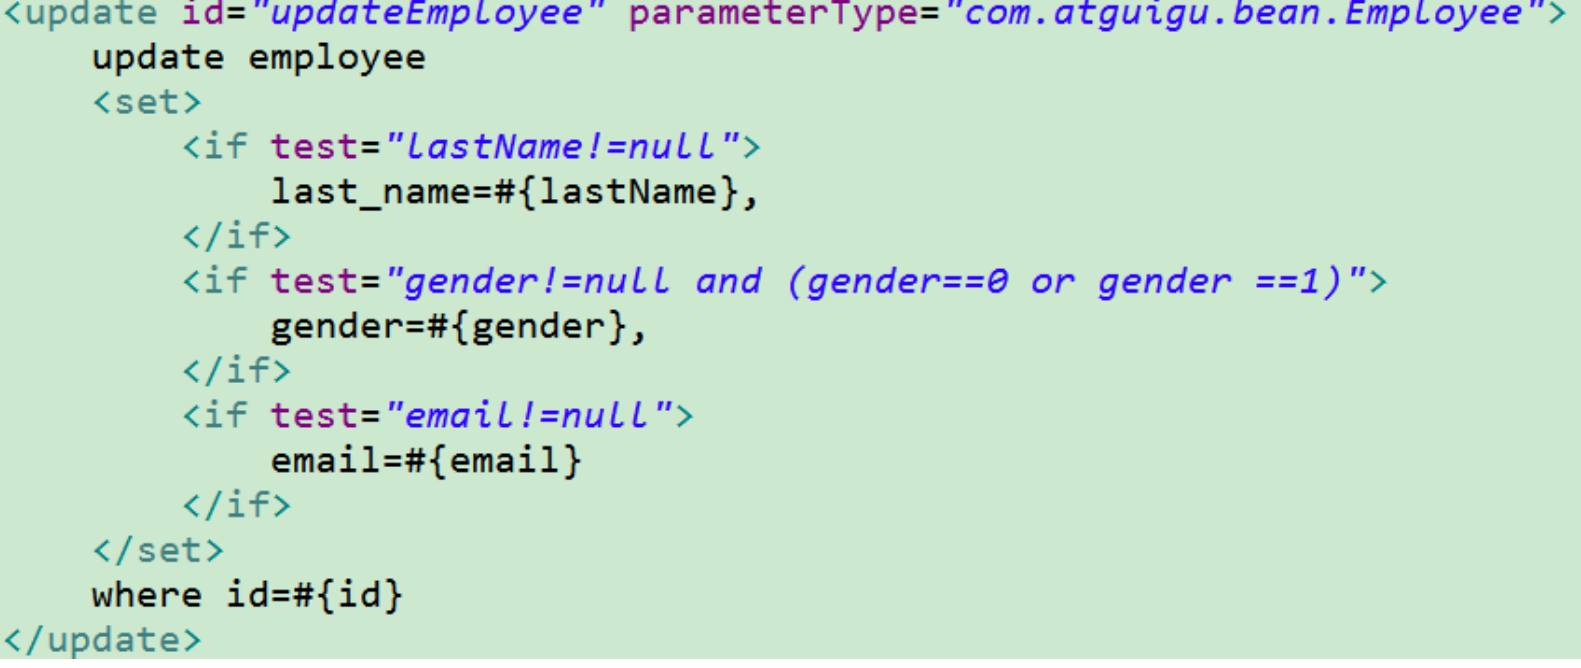 <update id="updateEmployee" parameterType="com.atguigu.bean.Employee">
    update employee
    <set>
        <if test="lastName!=null">
            last_name=#{lastName},
        </if>
        <if test="gender!=null and (gender==0 or gender ==1)">
            gender=#{gender},
        </if>
        <if test="email!=null">
            email=#{email}
        </if>
    </set>
    where id=#{id}
</update>